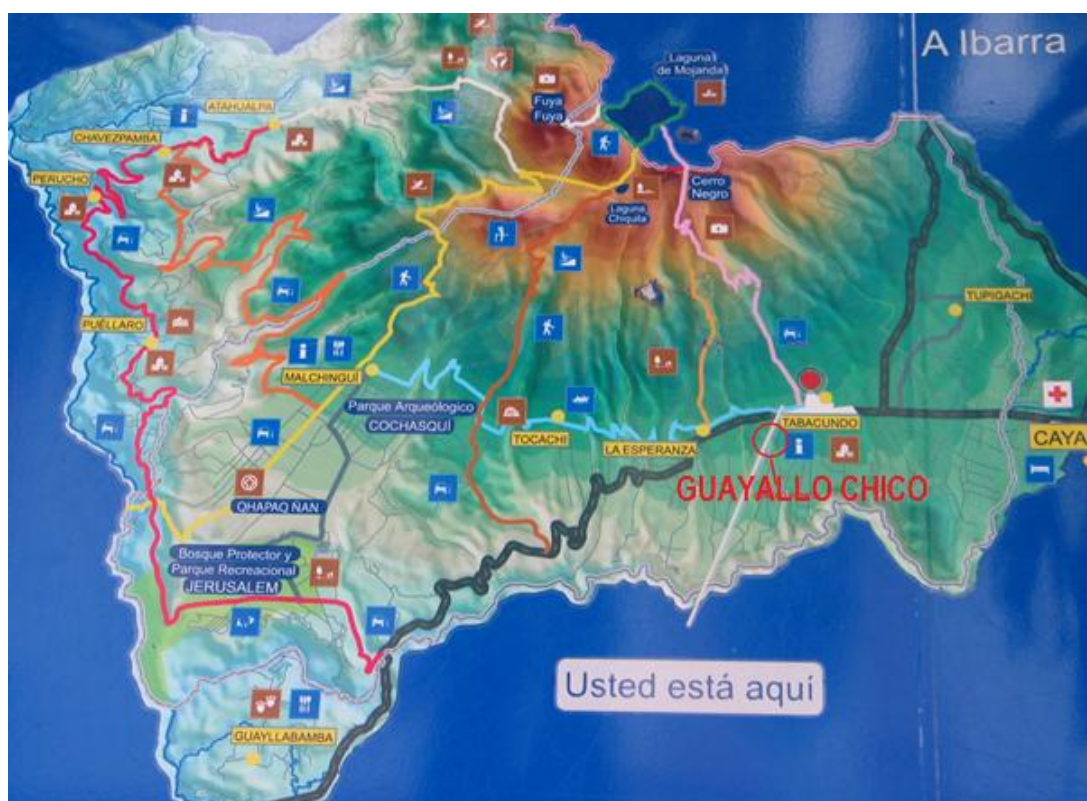 A Ibarra
Laguna
de Mojanda
Fuya
Fuya
ATAHUALPA
CHAVEZPAMBA
PERUCHO
Cerro
Negro
Laguna
Chiquita
TUPIGACHI
PUÉLLARO
MALCHINGUÍ
Parque Arqueólogico
COCHASQUÍ
TOCACHI
LA ESPERANZA
TABACUNDO
CAYA
GUAYALLO CHICO
QHAPAQ ÑAN
Bosque Protector y
Parque Recreacional
JERUSALEM
Usted está aquí
GUAYLLABAMBA